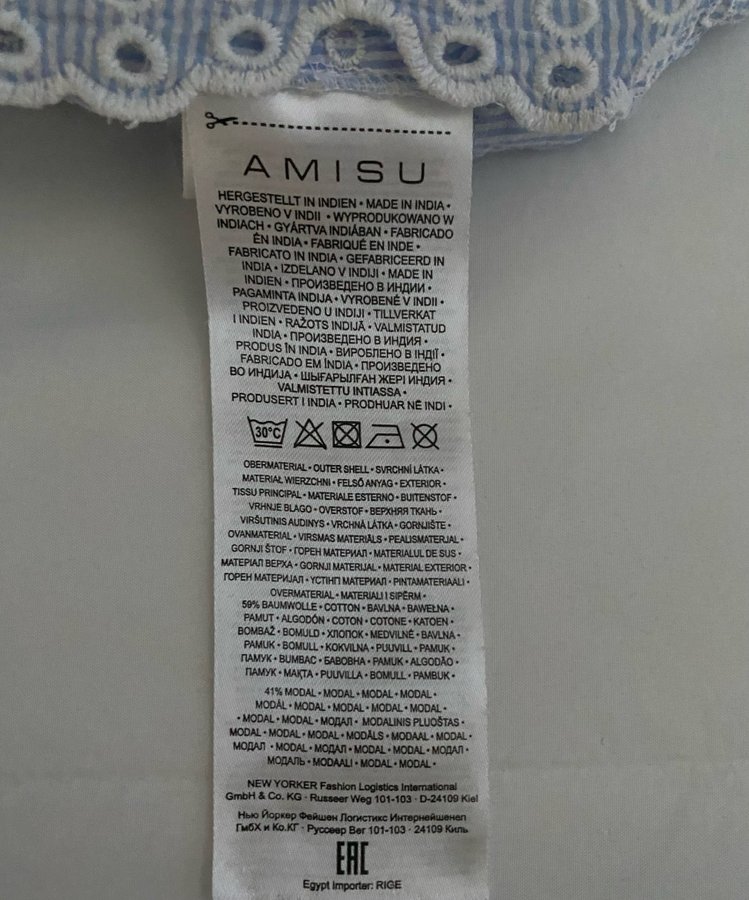 AMISU
HERGESTELLT IN INDIEN • MADE IN INDIA •
VYROBENO V INDII • WYPRODUKOWANO W
INDIACH • GYÁRTVA INDIÁBAN • FABRICADO
ÉN INDIA • FABRIQUÉ EN INDE •
FABRICATO IN INDIA • GEFABRICEERD IN
INDIA • IZDELANO V INDIJI • MADE IN
INDIEN • ПРОИЗВЕДЕНО В ИНДИИ •
PAGAMINTA INDIJA • VYROBENÉ V INDII •
PROIZVEDENO U INDIJI • TILLVERKAT
I INDIEN • RAŽOTS INDIJĀ • VALMISTATUD
INDIA • ПРОИЗВЕДЕНО В ИНДИЯ •
PRODUS ÎN INDIA • ВИРОБЛЕНО В ІНДІЇ •
FABRICADO EM ÍNDIA • ПРОИЗВЕДЕНО
ВО ИНДИЈА • ШЫҒАРЫЛҒАН ЖЕРІ ИНДИЯ •
VALMISTETTU INTIASSA •
PRODUSERT I INDIA • PRODHUAR NË INDI •
30°C
OBERMATERIAL • OUTER SHELL • SVRCHNÍ LÁTKA •
MATERIAŁ WIERZCHNI • FELSŐ ANYAG • EXTERIOR •
TISSU PRINCIPAL • MATERIALE ESTERNO • BUITENSTOF •
VRHNJE BLAGO • OVERSTOF • ВЕРХНЯЯ ТКАНЬ •
VIRŠUTINIS AUDINYS • VRCHNÁ LÁTKA • GORNJIŠTE •
OVANMATERIAL • VIRSMAS MATERIĀLS • PEALISMATERJAL •
GORNJI ŠTOF • ГОРЕН МАТЕРИАЛ • MATERIALUL DE SUS •
МАТЕРІАЛ ВЕРХА • GORNJI MATERIJAL • MATERIAL EXTERIOR •
ГОРЕН МАТЕРИЈАЛ • ҮСТІҢГІ МАТЕРИАЛ • PINTAMATERIAALI •
OVERMATERIAL • MATERIALI I SIPËRM •
59% BAUMWOLLE • COTTON • BAVLNA • BAWEŁNA •
PAMUT • ALGODÓN • COTON • COTONE • KATOEN •
BOMBAŽ • BOMULD • ХЛОПОК • MEDVILNĖ • BAVLNA •
PAMUK • BOMULL • KOKVILNA • PUUVILL • PAMUK •
ПАМУК • BUMBAC • БАВОВНА • PAMUK • ALGODÃO •
ПАМУК • МАҚТА • PUUVILLA • BOMULL • PAMBUK •
41% MODAL • MODAL • MODAL • MODAL •
MODÁL • MODAL • MODAL • MODAL • MODAL •
• MODAL • MODAL • МОДАЛ • MODALINIS PLUOŠTAS •
MODAL • MODAL • MODAL • MODĀLS • MODAAL • MODAL •
МОДАЛ • MODAL • МОДАЛ • MODAL • MODAL • МОДАЛ •
МОДАЛЬ • MODAALI • MODAL • MODAL •
NEW YORKER Fashion Logistics International
GmbH & Co. KG · Russeer Weg 101-103 · D-24109 Kiel
Нью Йоркер Фейшен Логистикс Интернейшенел
ГмбХ и Ко.КГ · Руссеер Вег 101-103 · 24109 Киль
EAC
Egypt Importer: RIGE